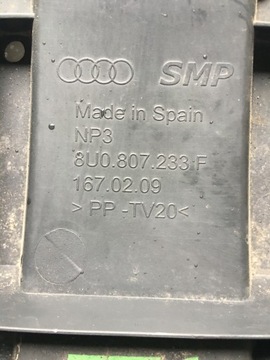 SMP
Made in Spain
NP3
8U0.807.233 F
167.02.09
> PP -TV20<